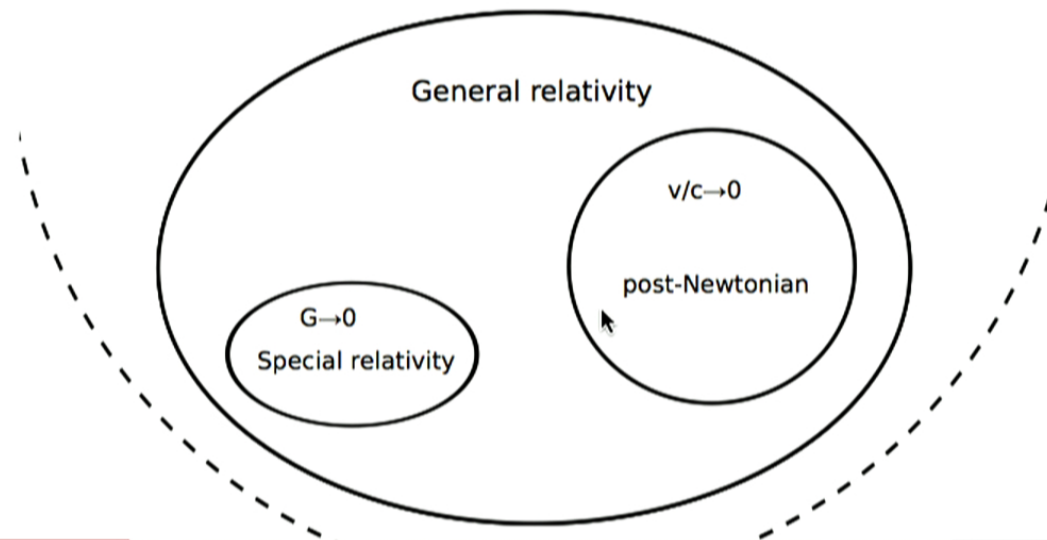 General relativity
v/c→0
post-Newtonian
G→0
Special relativity